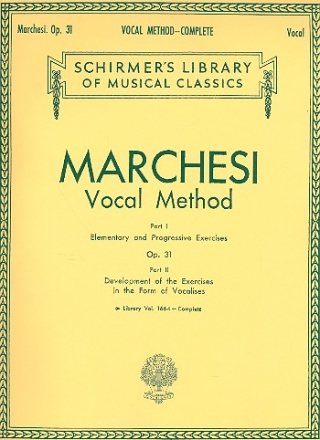 Marchesi. Op. 31 VOCAL METHOD—COMPLETE Vocal
SCHIRMER'S LIBRARY
OF MUSICAL CLASSICS
MARCHESI
Vocal Method
Part I
Elementary and Progressive Exercises
Op. 31
Part II
Development of the Exercises
in the Form of Vocalises
Library Vol. 1664 — Complete